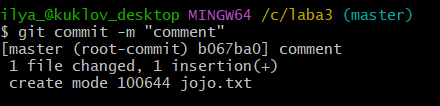 ilya_@kuklov_desktop MINGW64 /c/laba3 (master)
$ git commit -m "comment"
[master (root-commit) b067ba0] comment
 1 file changed, 1 insertion(+)
 create mode 100644 jojo.txt